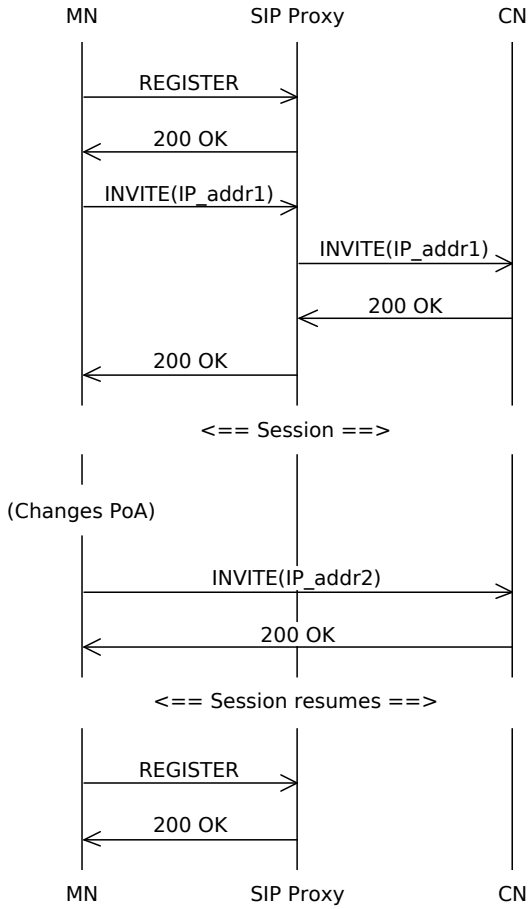 MN SIP Proxy CN
REGISTER
200 OK
INVITE(IP_addr1)
INVITE(IP_addr1)
200 OK
200 OK
<== Session ==>
(Changes PoA)
INVITE(IP_addr2)
200 OK
<== Session resumes ==>
REGISTER
200 OK
MN SIP Proxy CN